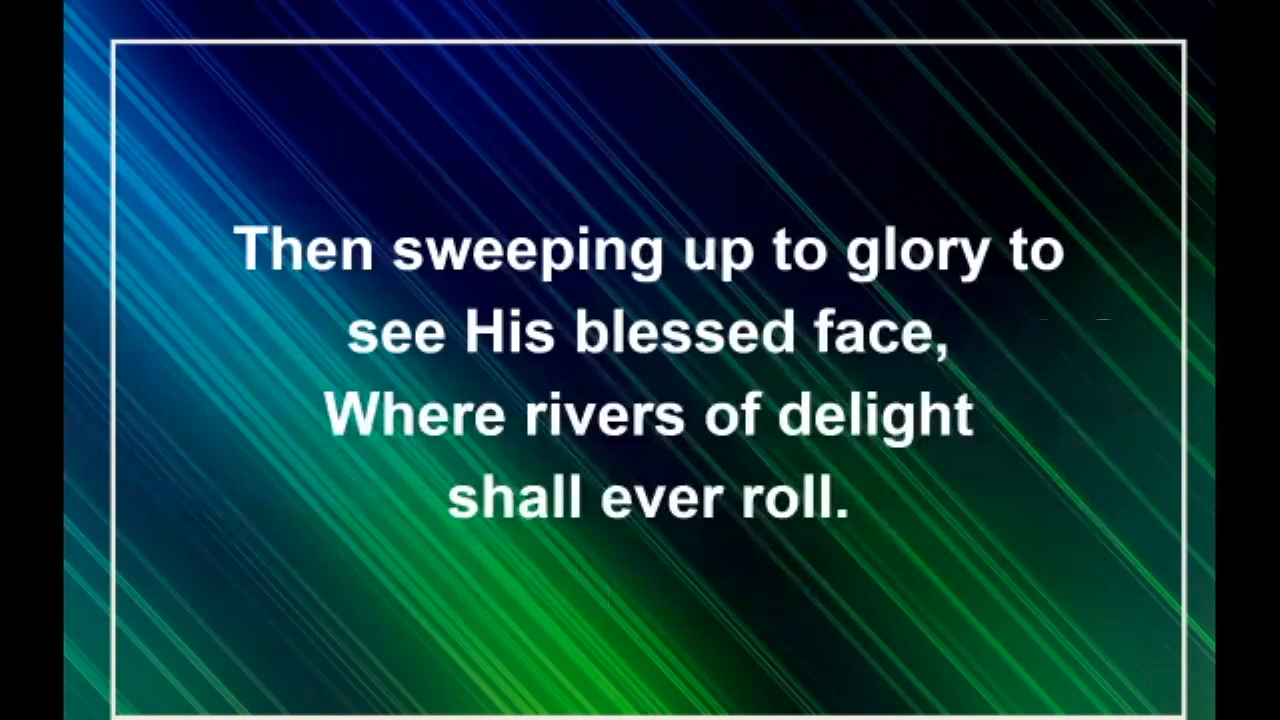 Then sweeping up to glory to
see His blessed face,
Where rivers of delight
shall ever roll.